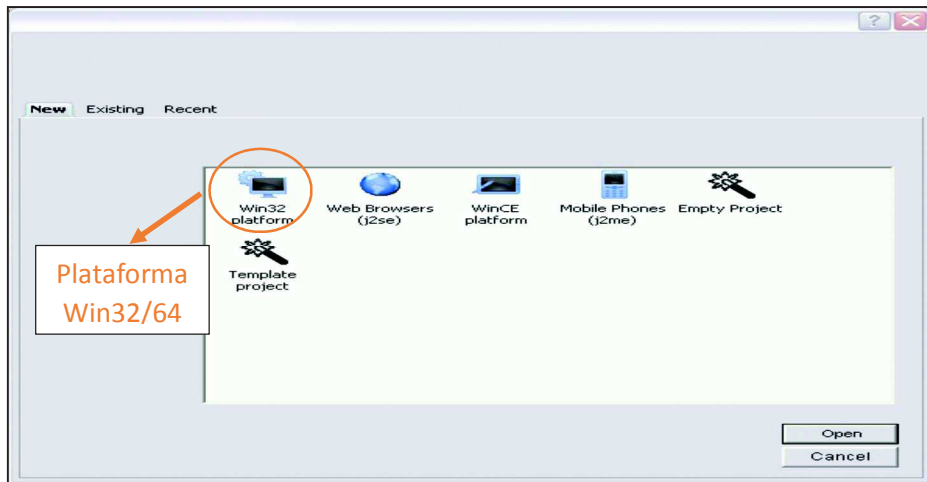 ?
New Existing Recent
Win32
platform
Web Browsers
(j2se)
WinCE
platform
Mobile Phones
(j2me)
Empty Project
Template
project
Plataforma
Win32/64
Open
Cancel